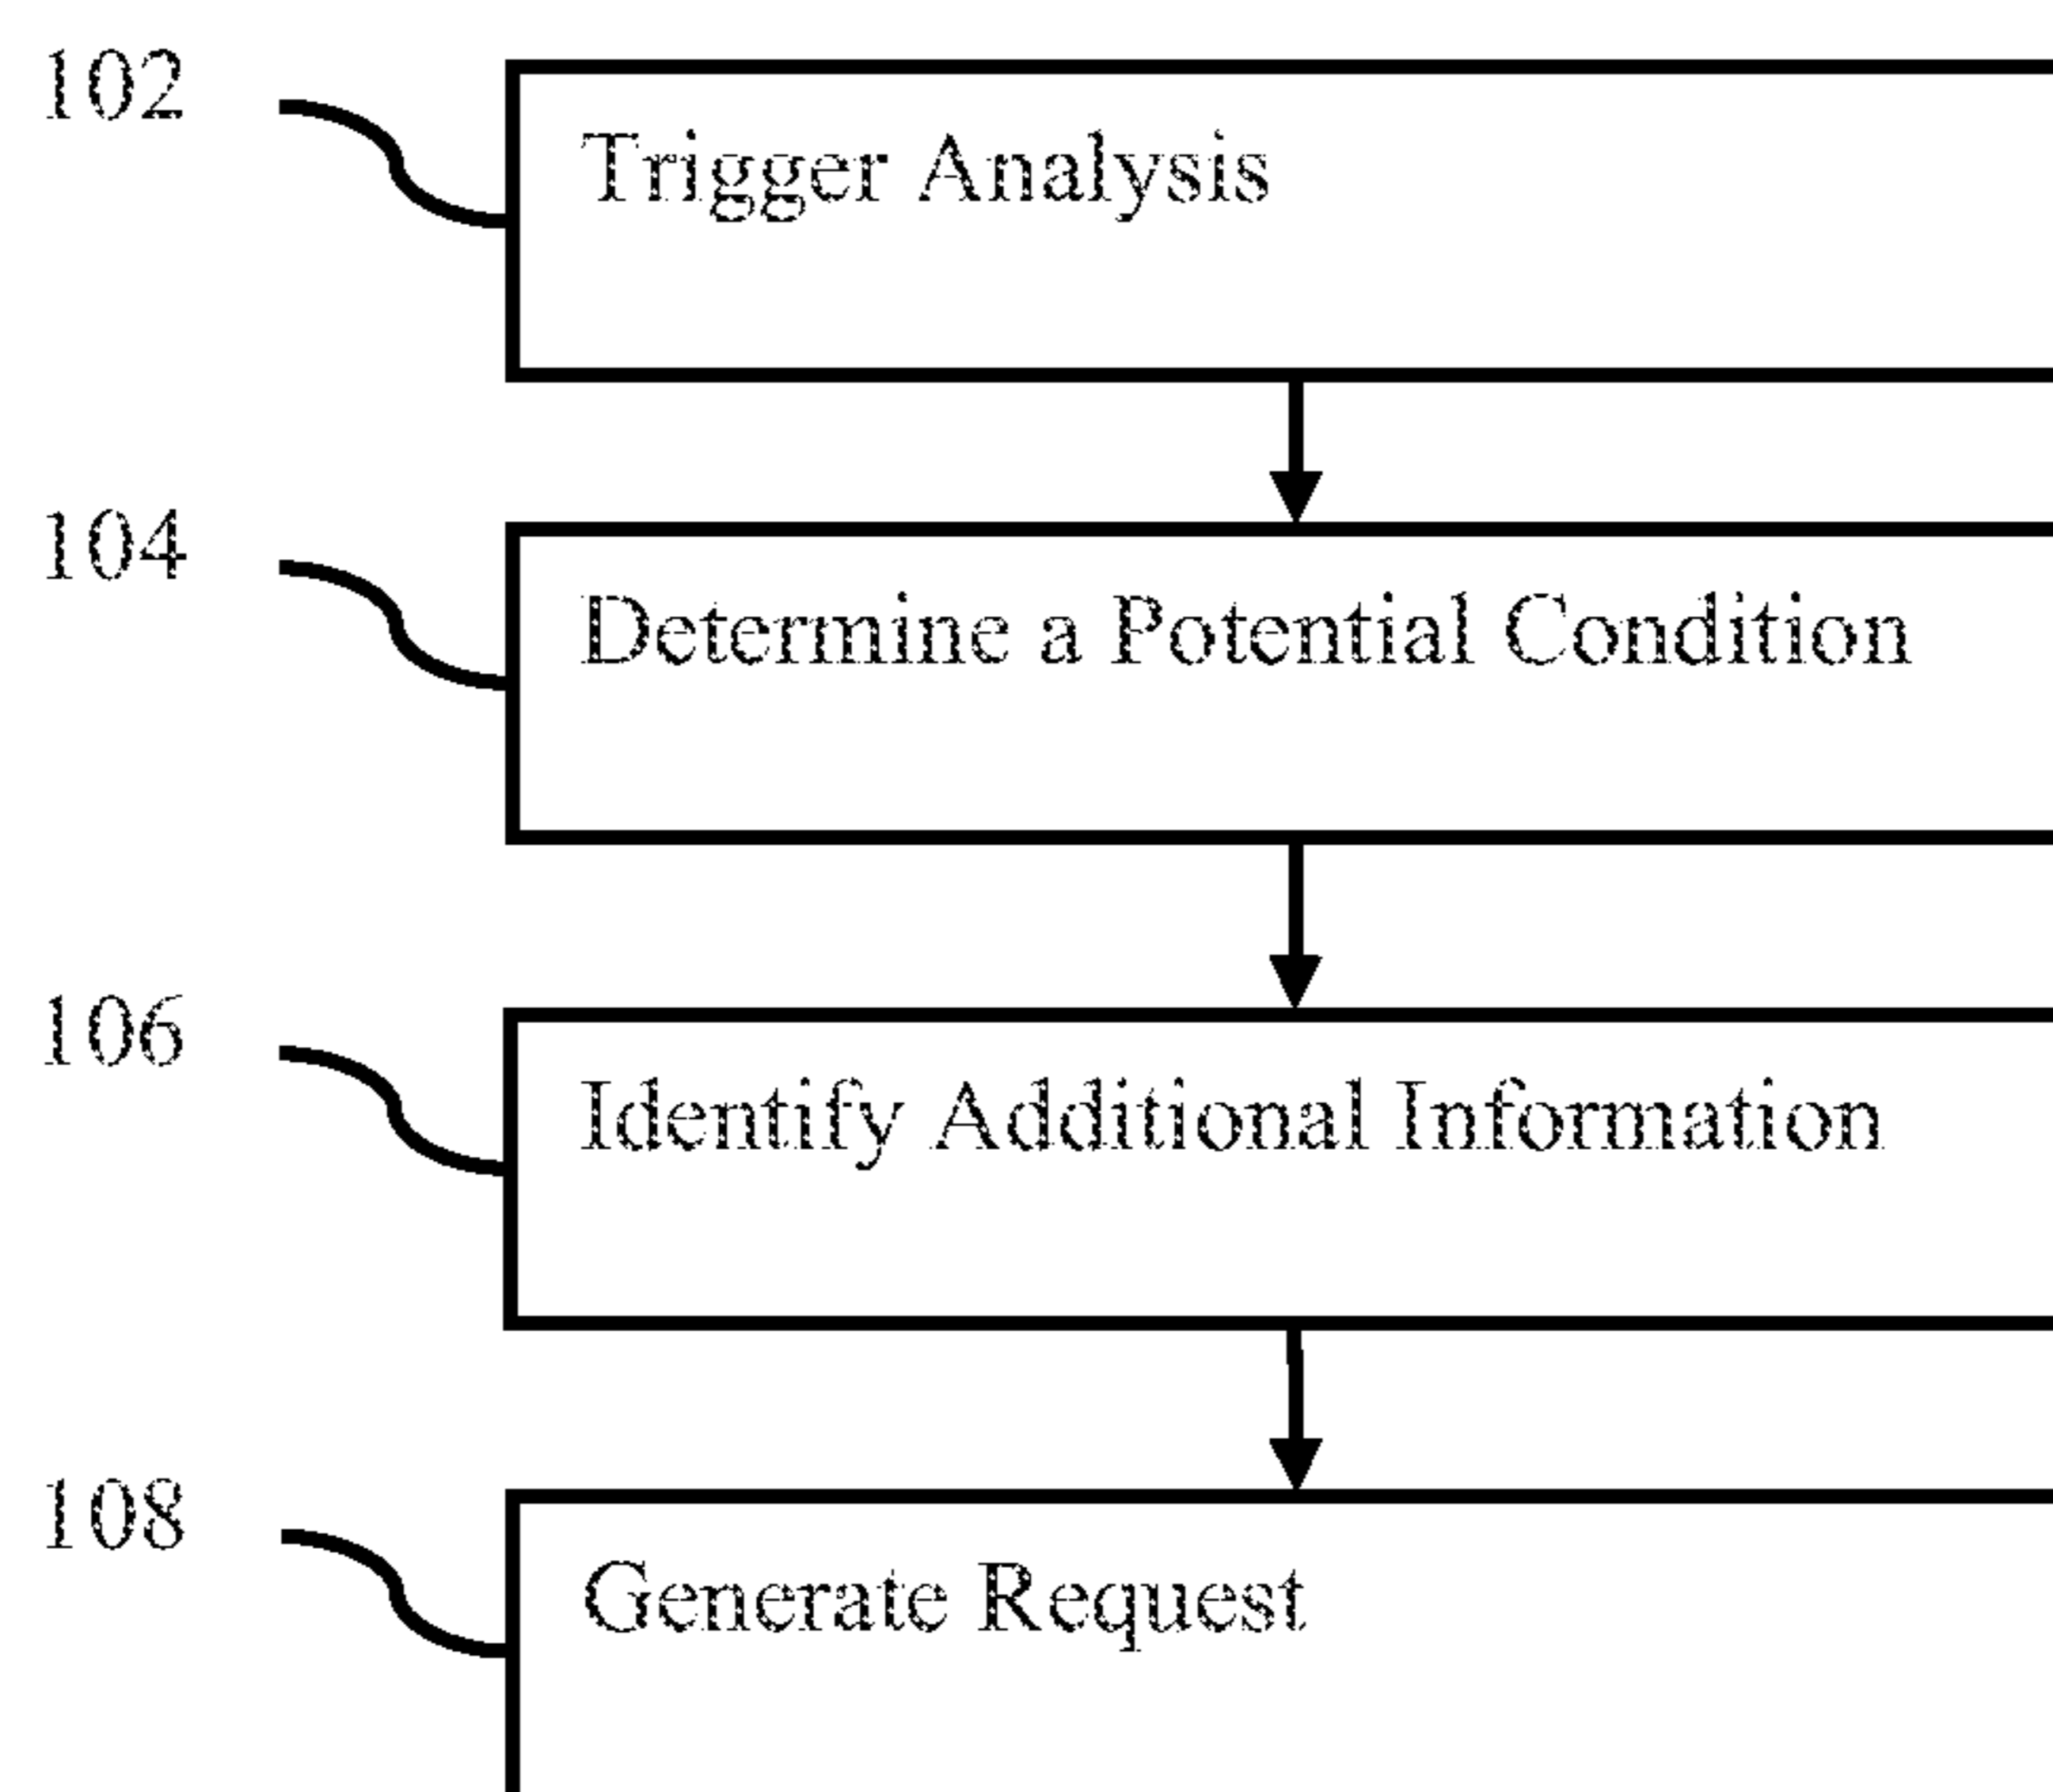 102
Trigger Analysis
104
Determine a Potential Condition
106
Identify Additional Information
108
Generate Request